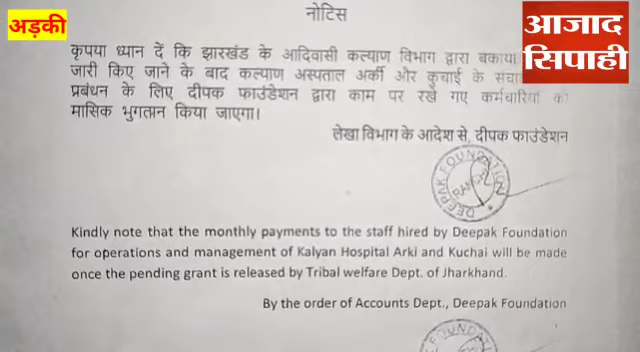 अड़की
आजाद
सिपाही
नोटिस
कृपया ध्यान दें कि झारखंड के आदिवासी कल्याण विभाग द्वारा बकाया
जारी किए जाने के बाद कल्याण अस्पताल अर्की और कुचाई के
प्रबंधन के लिए दीपक फाउंडेशन द्वारा काम पर रखे गए कर्मचारियों को
मासिक भुगतान किया जाएगा।
लेखा विभाग के आदेश से, दीपक फाउंडेशन
DEEPAK FOUNDATION
RANCHI
Kindly note that the monthly payments to the staff hired by Deepak Foundation
for operations and management of Kalyan Hospital Arki and Kuchai will be made
once the pending grant is released by Tribal welfare Dept. of Jharkhand.
By the order of Accounts Dept., Deepak Foundation